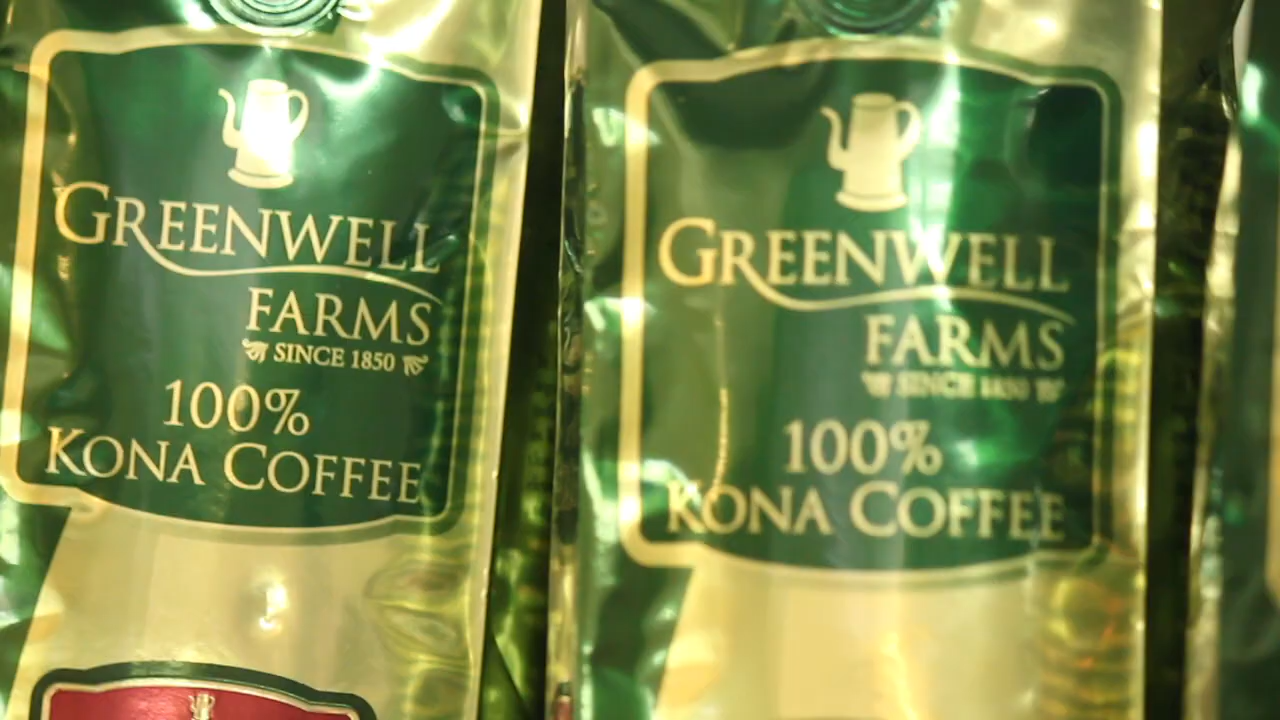 GREENWELL
FARMS
SINCE 1850
100%
KONA COFFEE
GREENWELL
FARMS
SINCE 1850
100%
KONA COFFEE